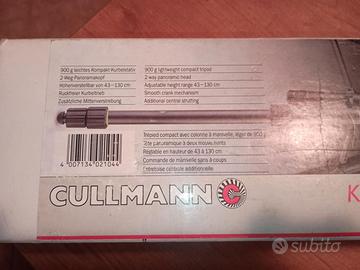 900 g leichtes Kompakt-Kurbelstativ
2 Weg-Panoramakopf
Höhenverstellbar von 43-130 cm
Ruckfreier Kurbeltrieb
Zusätzliche Mittenverstrebung
900 g lightweight compact tripod
2 way panoramic head
Adjustable height range 43-130 cm
Smooth crank mechanism
Additional central strutting
4 007134 021044
Trépied compact avec colonne à manivelle, léger de 900 g
Tête panoramique à deux mouvements
Réglable en hauteur de 43 à 130 cm
Commande de manivelle sans à coups
Entretoise centrale additionnelle
CULLMANN
K
subito